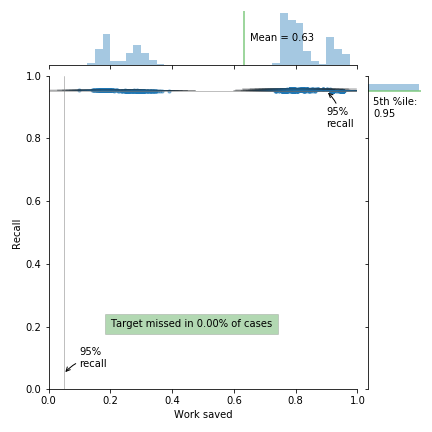 Mean = 0.63
5th %ile:
0.95
95%
recall
1.0
0.8
0.6
0.4
0.2
0.0
Recall
Target missed in 0.00% of cases
95%
recall
0.0
0.2
0.4
0.6
0.8
1.0
Work saved